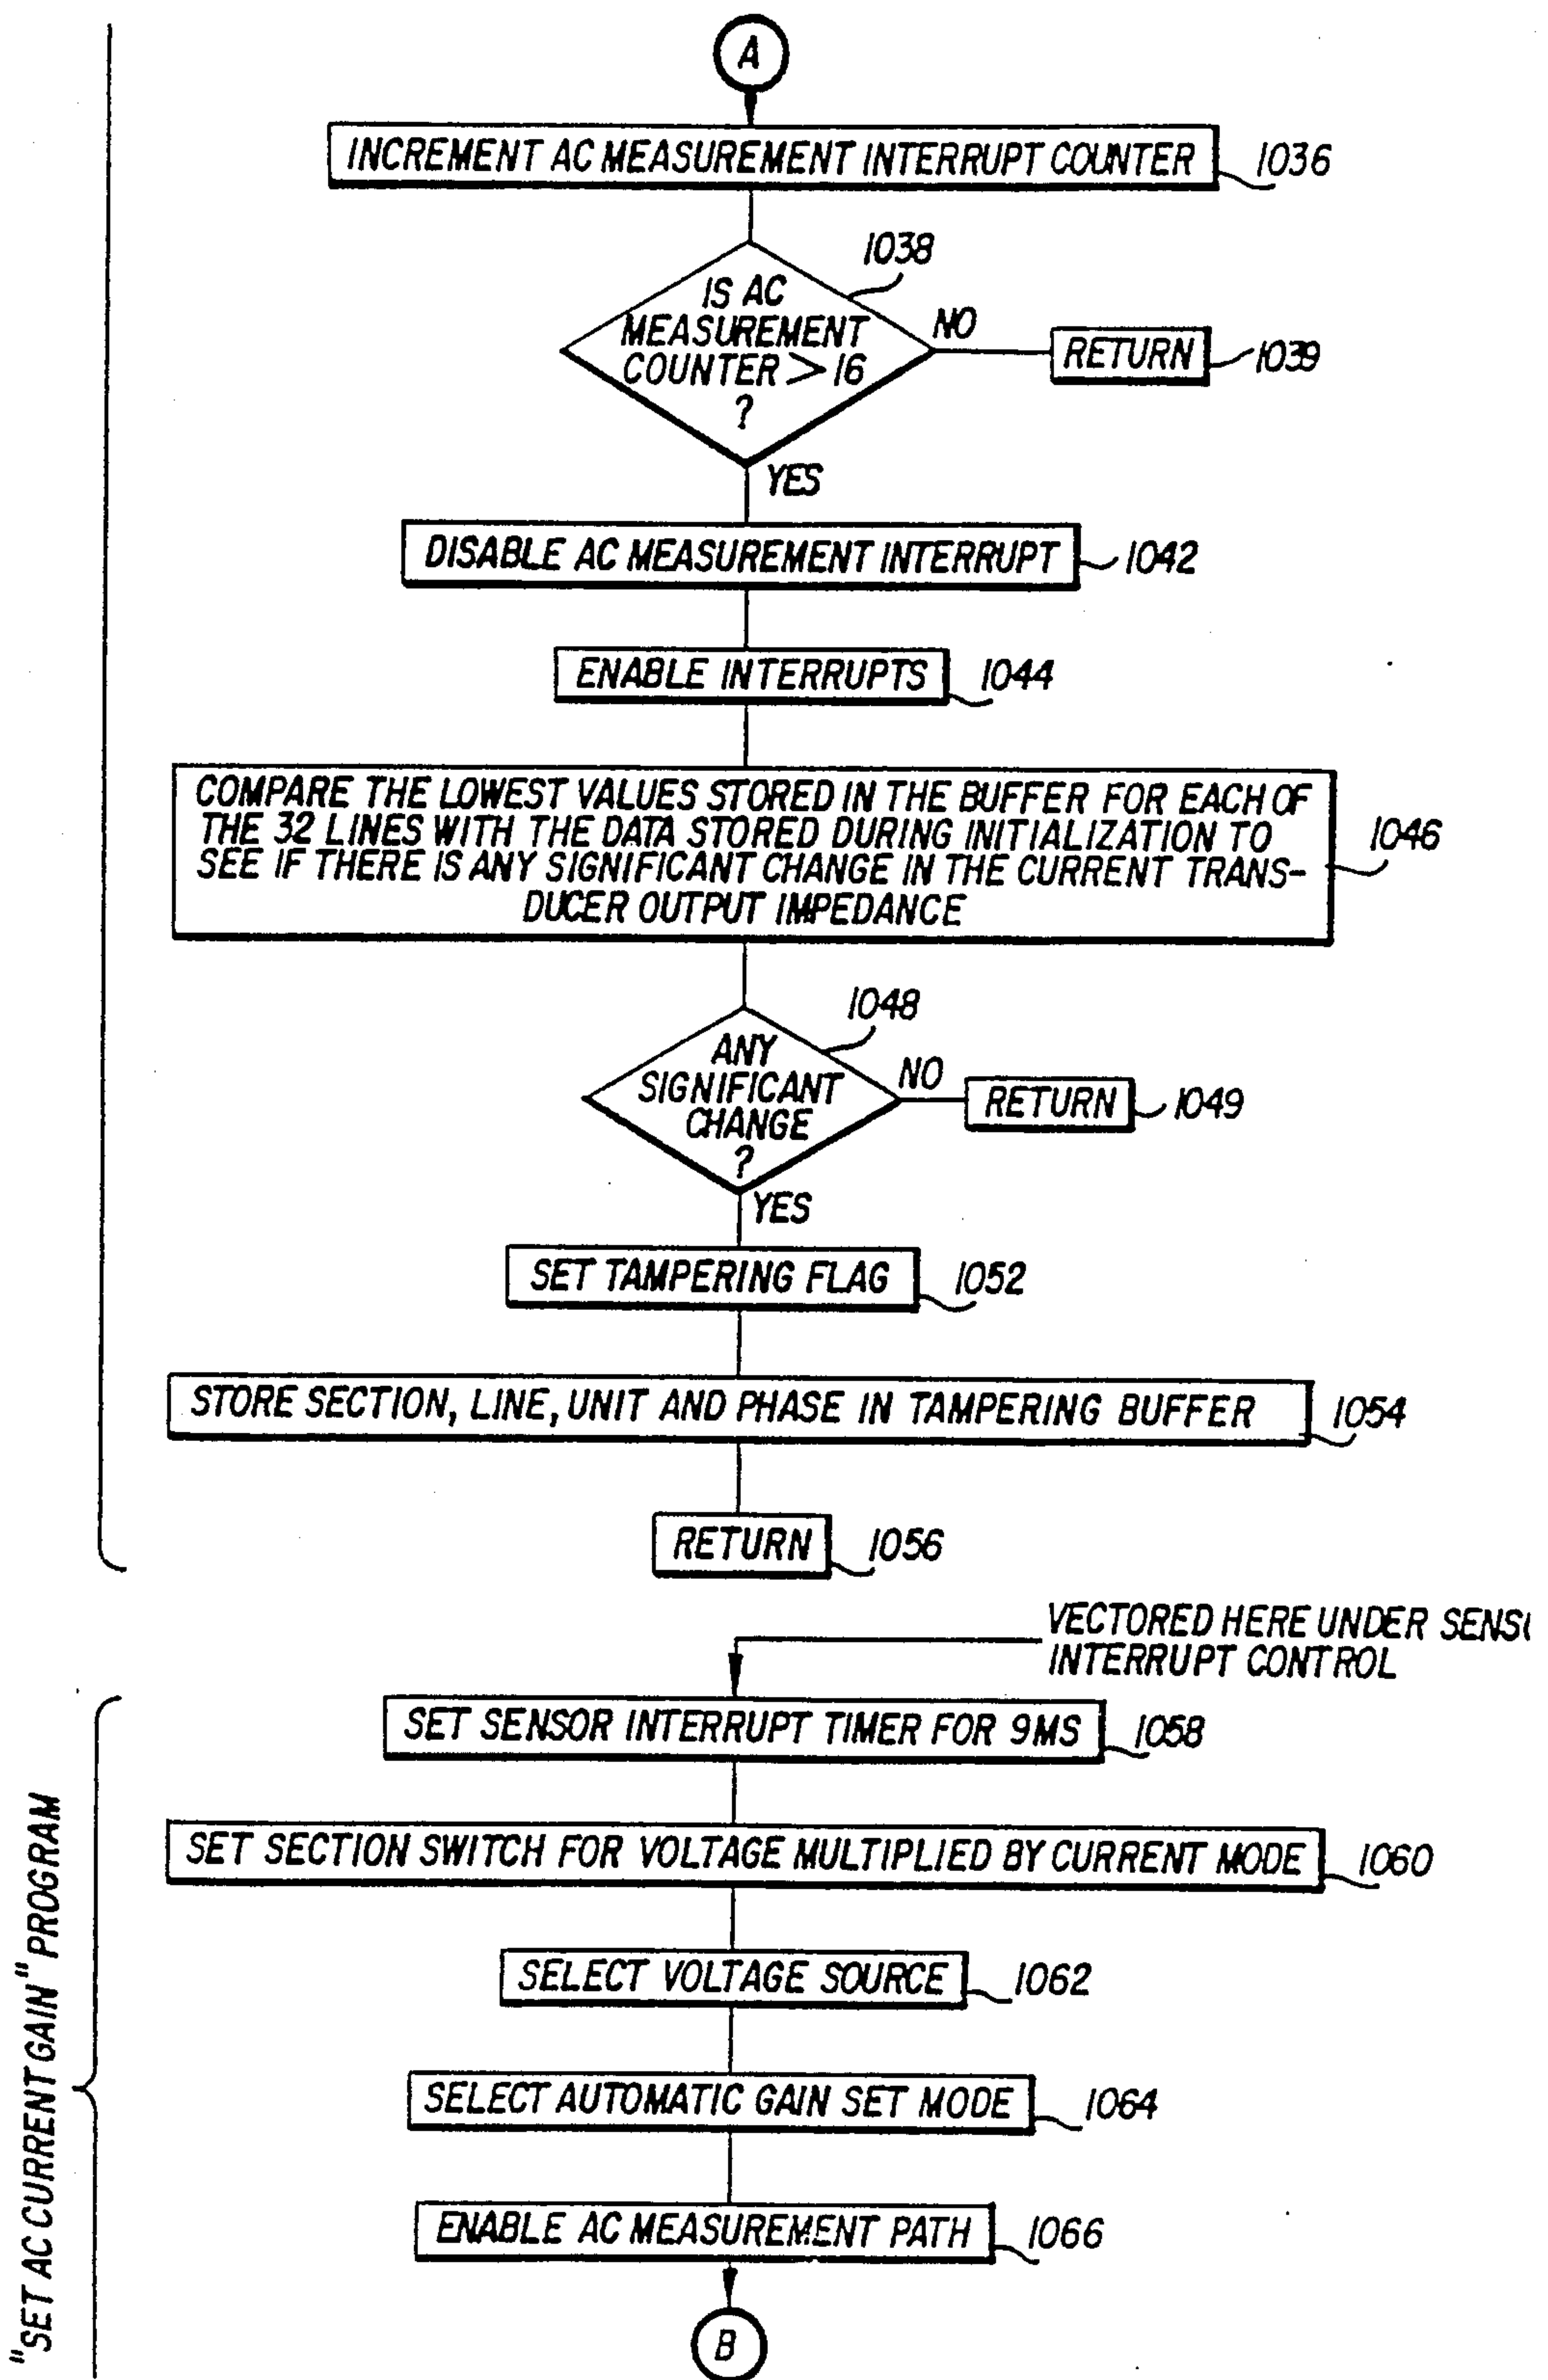 A
INCREMENT AC MEASUREMENT INTERRUPT COUNTER
1036
1038
IS AC
MEASUREMENT
COUNTER > 16
?
NO
RETURN
1039
YES
DISABLE AC MEASUREMENT INTERRUPT
1042
ENABLE INTERRUPTS
1044
COMPARE THE LOWEST VALUES STORED IN THE BUFFER FOR EACH OF
THE 32 LINES WITH THE DATA STORED DURING INITIALIZATION TO
SEE IF THERE IS ANY SIGNIFICANT CHANGE IN THE CURRENT TRANS-
DUCER OUTPUT IMPEDANCE
1046
1048
ANY
SIGNIFICANT
CHANGE
?
NO
RETURN
1049
YES
SET TAMPERING FLAG
1052
STORE SECTION, LINE, UNIT AND PHASE IN TAMPERING BUFFER
1054
RETURN
1056
VECTORED HERE UNDER
INTERRUPT CONTROL
SET SENSOR INTERRUPT TIMER FOR 9MS
1058
SET SECTION SWITCH FOR VOLTAGE MULTIPLIED BY CURRENT MODE
1060
SELECT VOLTAGE SOURCE
1062
SELECT AUTOMATIC GAIN SET MODE
1064
ENABLE AC MEASUREMENT PATH
1066
B
"SET AC CURRENT GAIN" PROGRAM